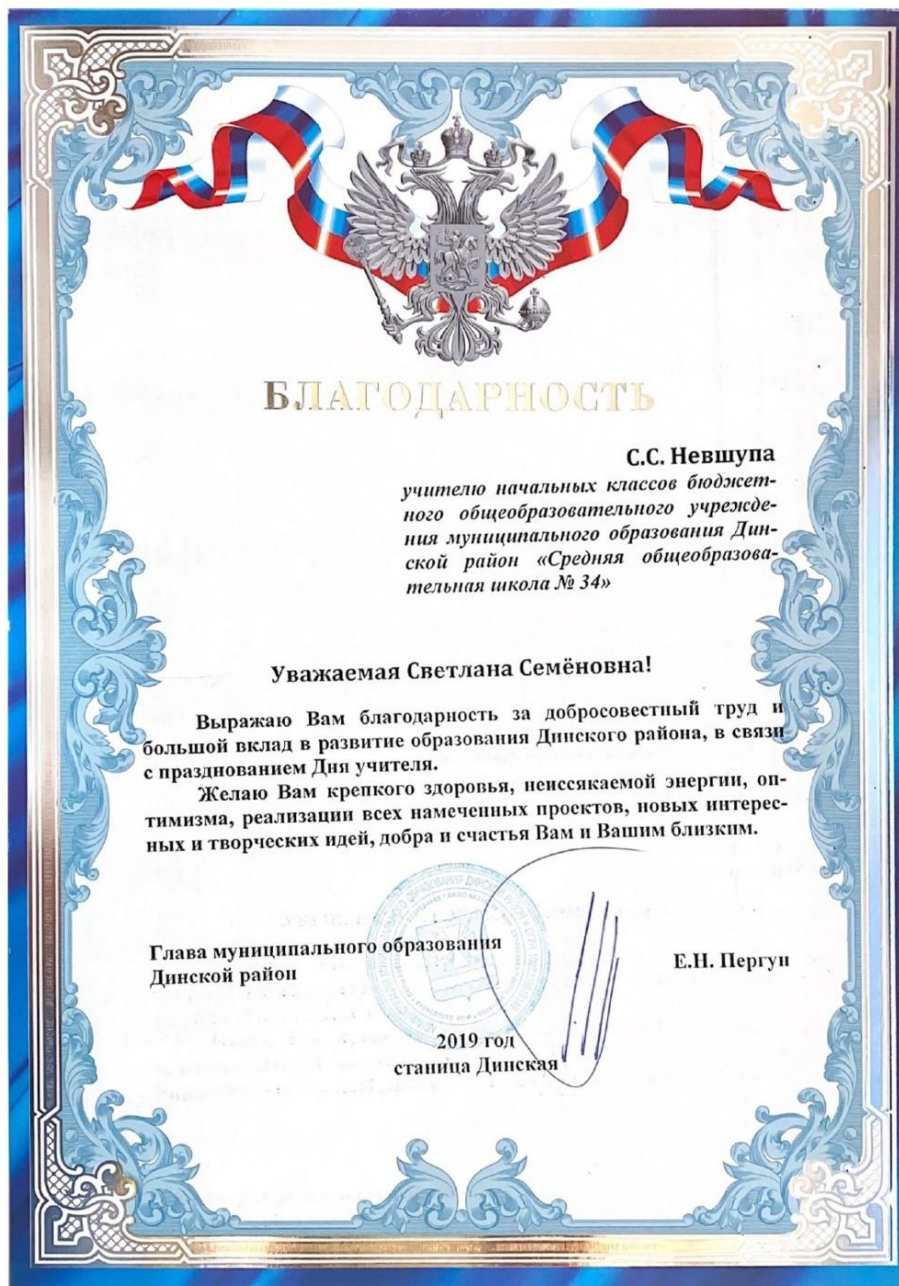 БЛАГОДАРНОСТЬ
С.С. Невшупа
учителю начальных классов бюджет-
ного общеобразовательного учрежде-
ния муниципального образования Дин-
ской район «Средняя общеобразова-
тельная школа № 34»
Уважаемая Светлана Семёновна!
Выражаю Вам благодарность за добросовестный труд и
большой вклад в развитие образования Динского района, в связи
с празднованием Дня учителя.
Желаю Вам крепкого здоровья, неиссякаемой энергии, оп-
тимизма, реализации всех намеченных проектов, новых интерес-
ных и творческих идей, добра и счастья Вам и Вашим близким.
Глава муниципального образования
Динской район
Е.Н. Пергун
2019 год
станица Динская